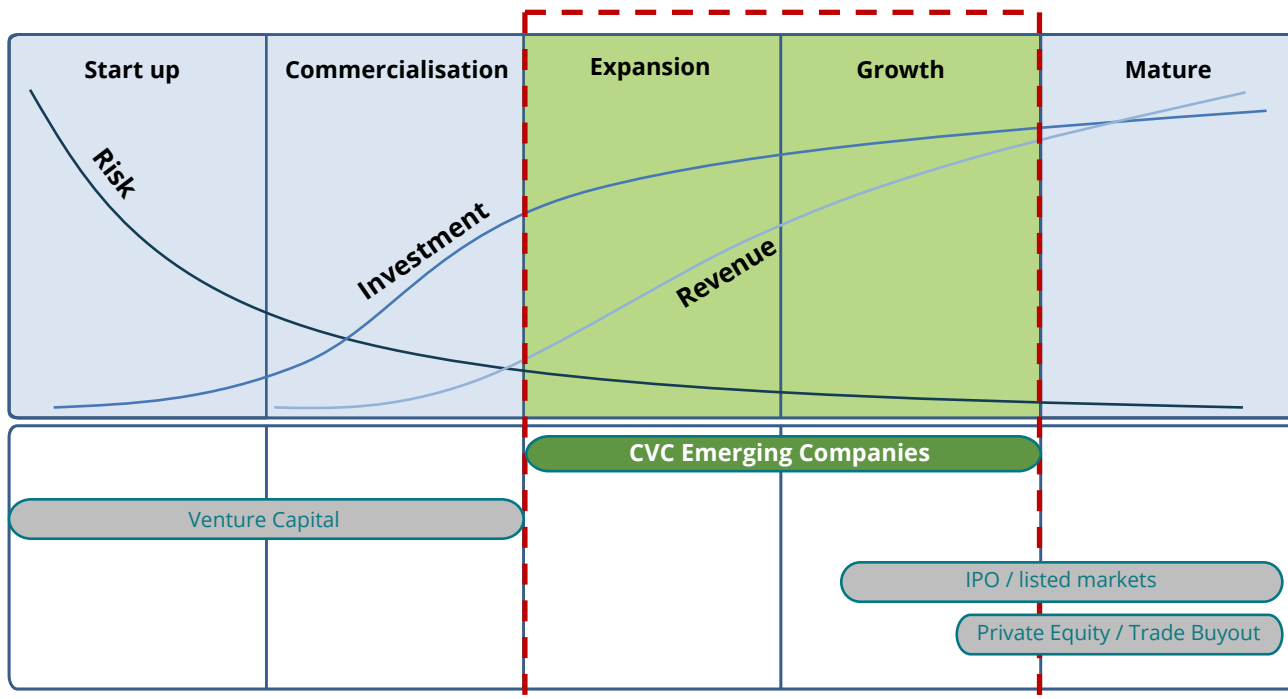 Start up
Commercialisation
Expansion
Growth
Mature
Risk
Investment
Revenue
CVC Emerging Companies
Venture Capital
IPO / listed markets
Private Equity / Trade Buyout